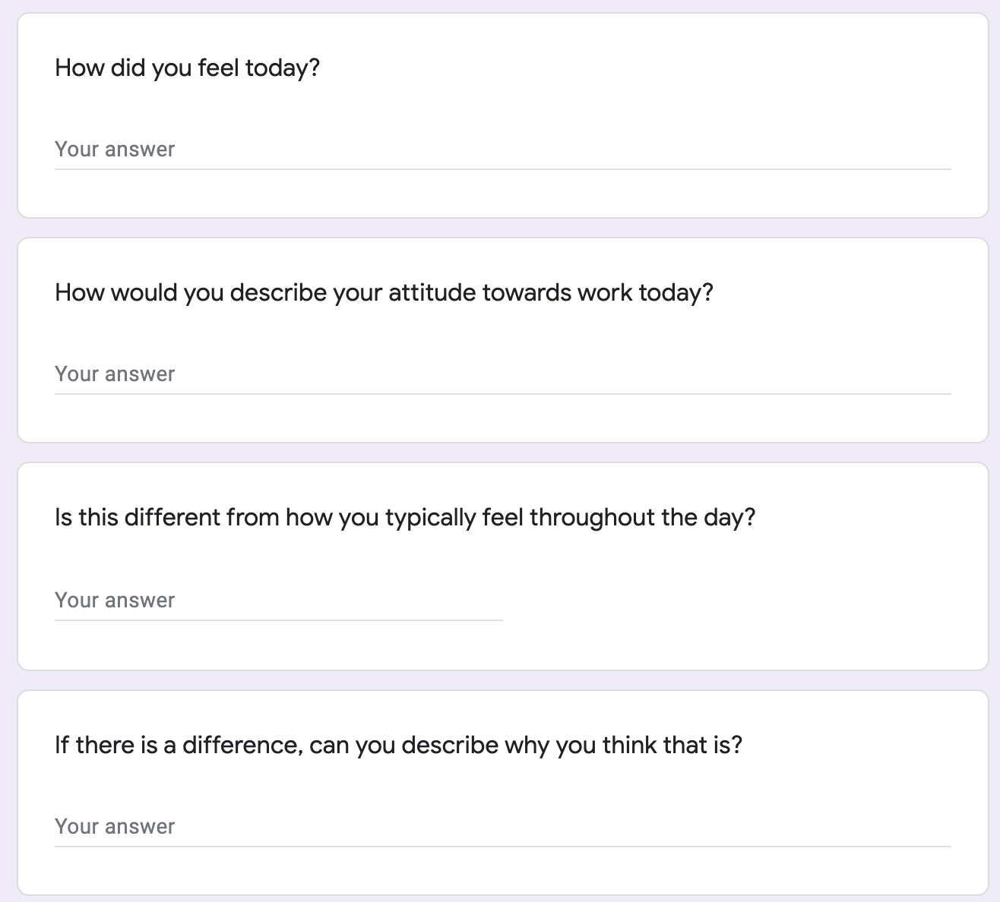 How did you feel today?
Your answer
How would you describe your attitude towards work today?
Your answer
Is this different from how you typically feel throughout the day?
Your answer
If there is a difference, can you describe why you think that is?
Your answer